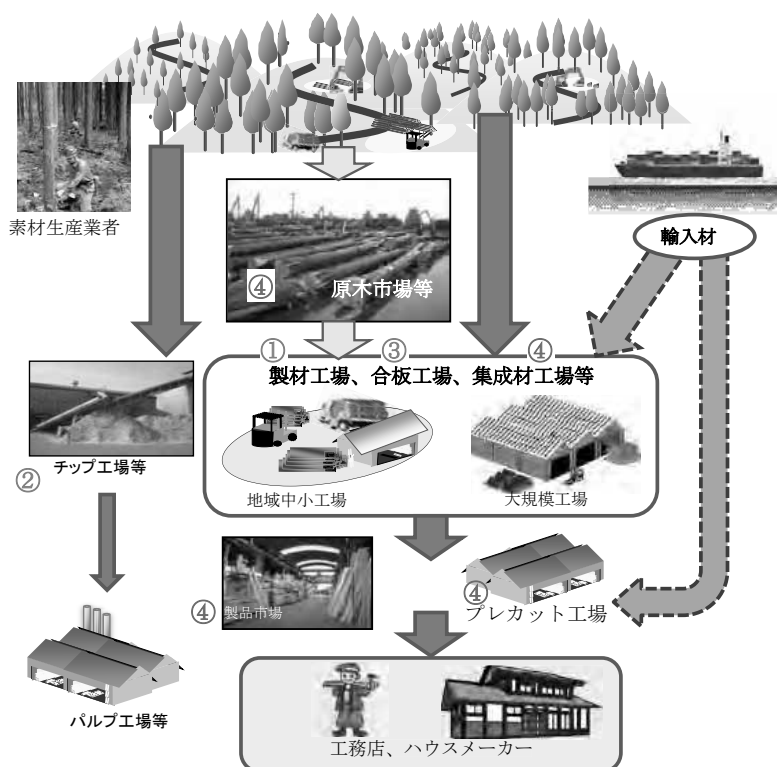 素材生産業者
輸入材
④
原木市場等
① ③ ④
製材工場、合板工場、集成材工場等
地域中小工場
大規模工場
②
チップ工場等
④
製品市場
④
プレカット工場
パルプ工場等
工務店、ハウスメーカー